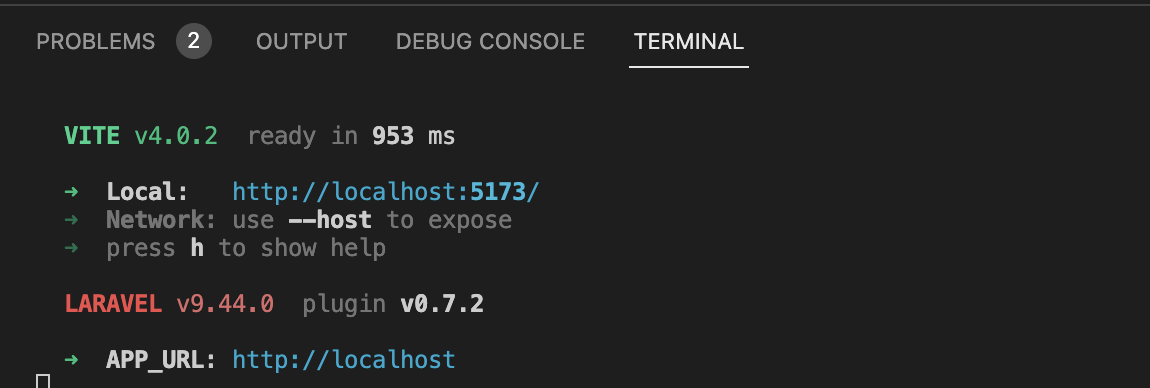 PROBLEMS 2 OUTPUT DEBUG CONSOLE TERMINAL
VITE v4.0.2 ready in 953 ms
➜ Local: http://localhost:5173/
➜ Network: use --host to expose
➜ press h to show help
LARAVEL v9.44.0 plugin v0.7.2
➜ APP_URL: http://localhost